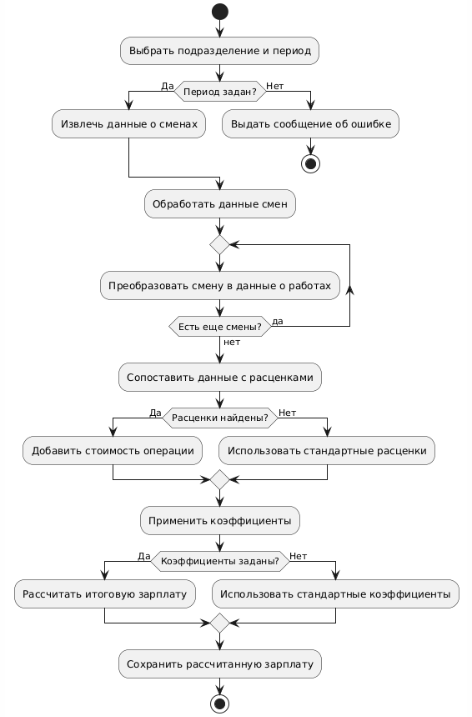 Выбрать подразделение и период
Да
Период задан?
Нет
Извлечь данные о сменах
Выдать сообщение об ошибке
Обработать данные смен
Преобразовать смену в данные о работах
Есть еще смены?
да
нет
Сопоставить данные с расценками
Да
Расценки найдены?
Нет
Добавить стоимость операции
Использовать стандартные расценки
Применить коэффициенты
Да
Коэффициенты заданы?
Нет
Рассчитать итоговую зарплату
Использовать стандартные коэффициенты
Сохранить рассчитанную зарплату